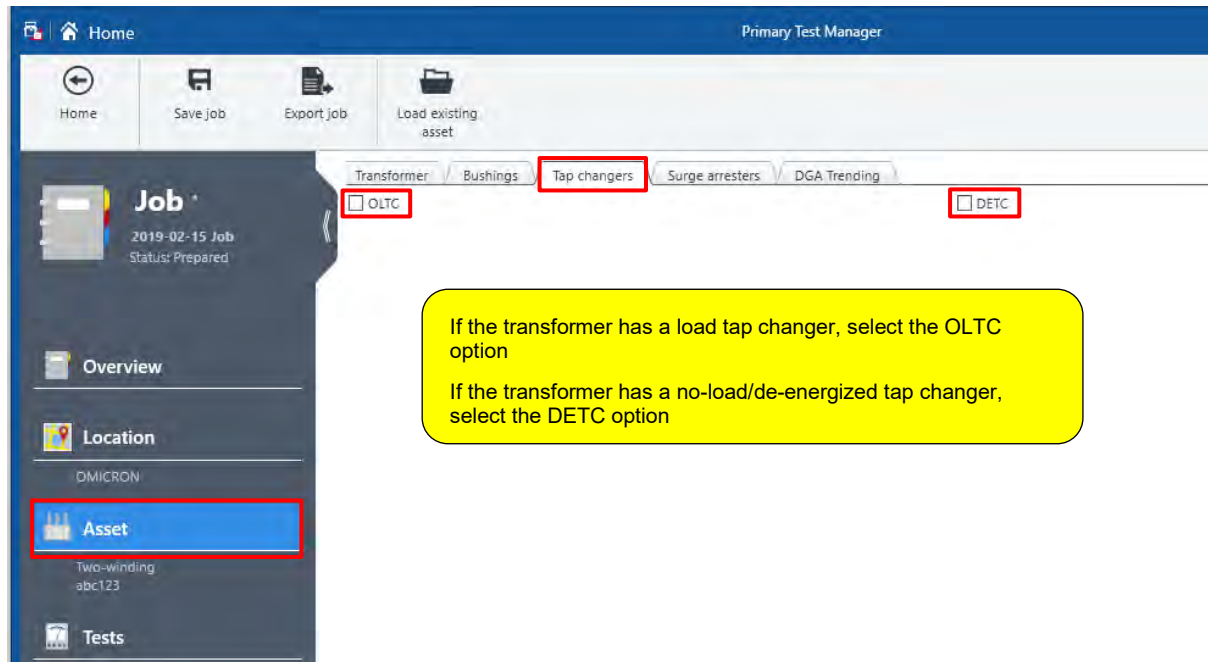 Home
Primary Test Manager
Home
Save job
Export job
Load existing
asset
Transformer
Bushings
Tap changers
Surge arresters
DGA Trending
OLTC
DETC
Job *
2019-02-15 Job
Status: Prepared
If the transformer has a load tap changer, select the OLTC
option
If the transformer has a no-load/de-energized tap changer,
select the DETC option
Overview
Location
OMICRON
Asset
Two-winding
abc123
Tests